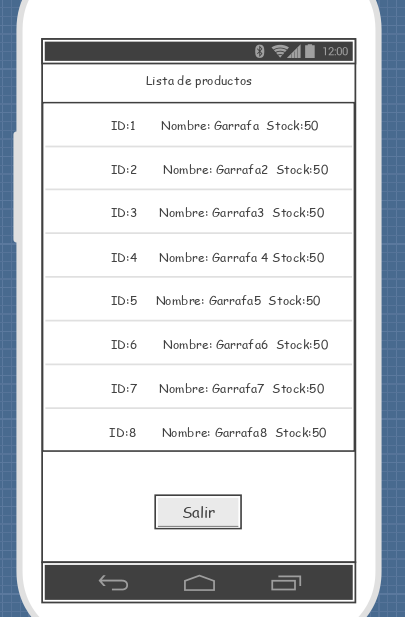 12:00
Lista de productos
ID:1 Nombre: Garrafa Stock:50
ID:2 Nombre: Garrafa2 Stock:50
ID:3 Nombre: Garrafa3 Stock:50
ID:4 Nombre: Garrafa 4 Stock:50
ID:5 Nombre: Garrafa5 Stock:50
ID:6 Nombre: Garrafa6 Stock:50
ID:7 Nombre: Garrafa7 Stock:50
ID:8 Nombre: Garrafa8 Stock:50
Salir